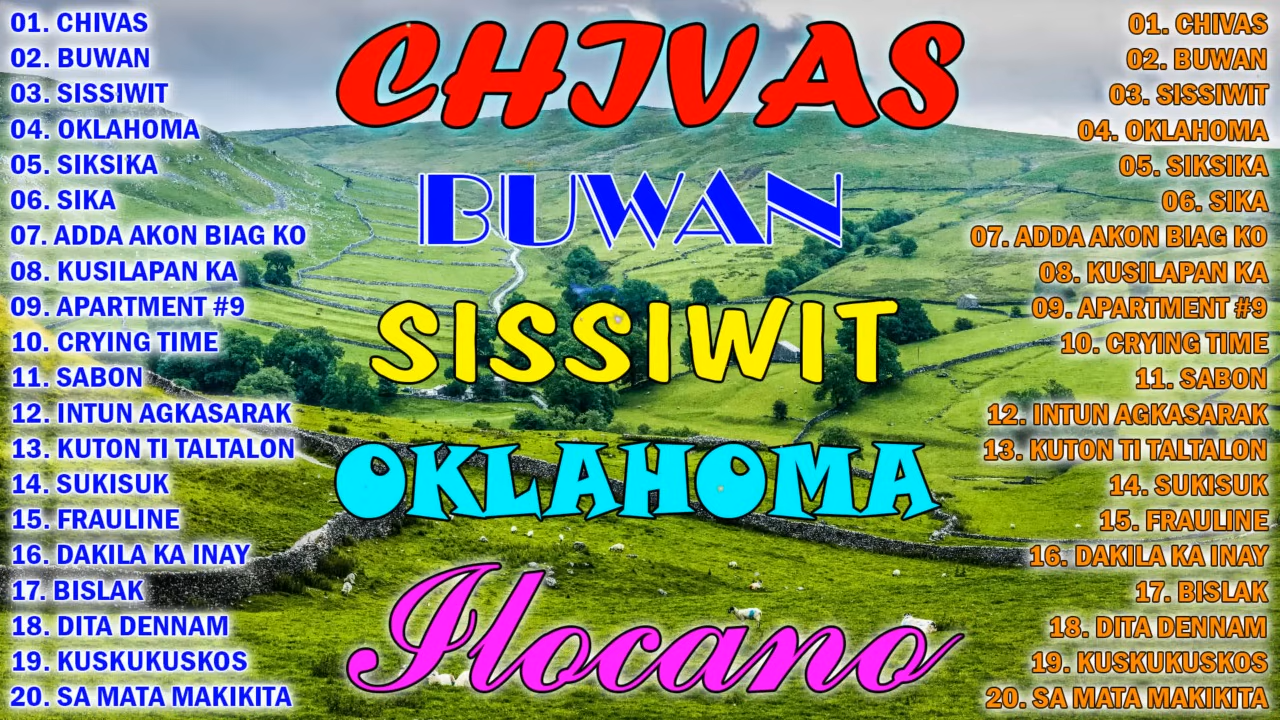 01. CHIVAS
02. BUWAN
03. SISSIWIT
04. OKLAHOMA
05. SIKSIKA
06. SIKA
07. ADDA AKON BIAG KO
08. KUSILAPAN KA
09. APARTMENT #9
10. CRYING TIME
11. SABON
12. INTUN AGKASARAK
13. KUTON TI TALTALON
14. SUKISUK
15. FRAULINE
16. DAKILA KA INAY
17. BISLAK
18. DITA DENNAM
19. KUSKUKUSKOS
20. SA MATA MAKIKITA
CHIVAS
BUWAN
SISSIWIT
OKLAHOMA
Ilocano
01. CHIVAS
02. BUWAN
03. SISSIWIT
04. OKLAHOMA
05. SIKSIKA
06. SIKA
07. ADDA AKON BIAG KO
08. KUSILAPAN KA
09. APARTMENT #9
10. CRYING TIME
11. SABON
12. INTUN AGKASARAK
13. KUTON TI TALTALON
14. SUKISUK
15. FRAULINE
16. DAKILA KA INAY
17. BISLAK
18. DITA DENNAM
19. KUSKUKUSKOS
20. SA MATA MAKIKITA